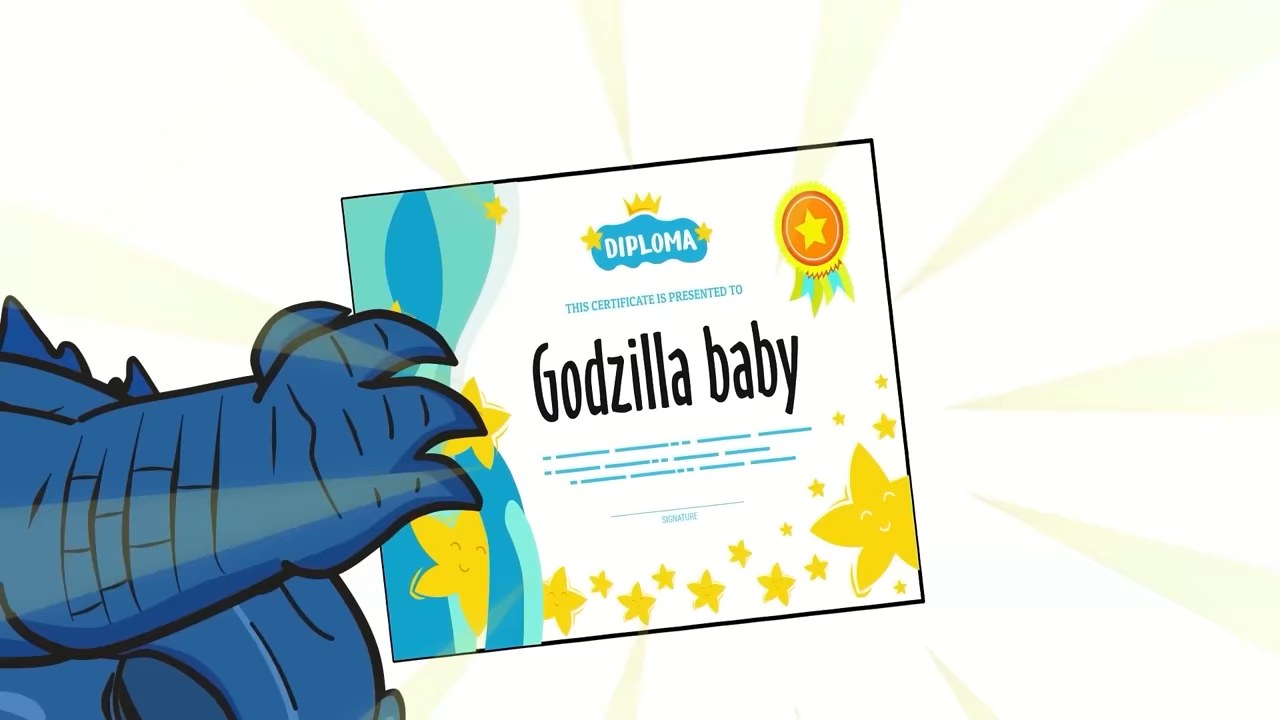 DIPLOMA
THIS CERTIFICATE IS PRESENTED TO
Godzilla baby
SIGNATURE